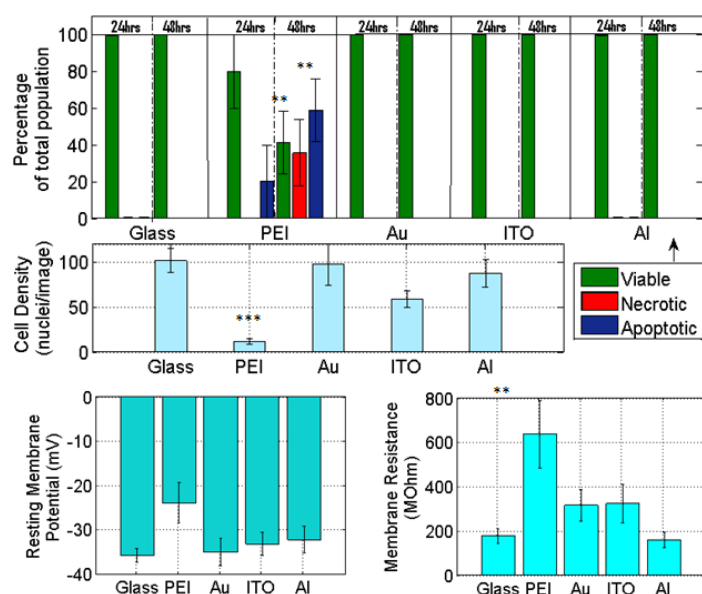 24hrs 48hrs 24hrs 48hrs 24hrs 48hrs 24hrs 48hrs 24hrs 48hrs
Percentage
of total population
100
80
60
40
20
0
**
**
Glass PEI Au ITO Al
Viable
Necrotic
Apoptotic
Cell Density
(nuclei/image)
100
50
0
***
Glass PEI Au ITO Al
Resting Membrane
Potential (mV)
0
-10
-20
-30
-40
Glass PEI Au ITO Al
Membrane Resistance
(MOhm)
800
600
400
200
0
**
Glass PEI Au ITO Al